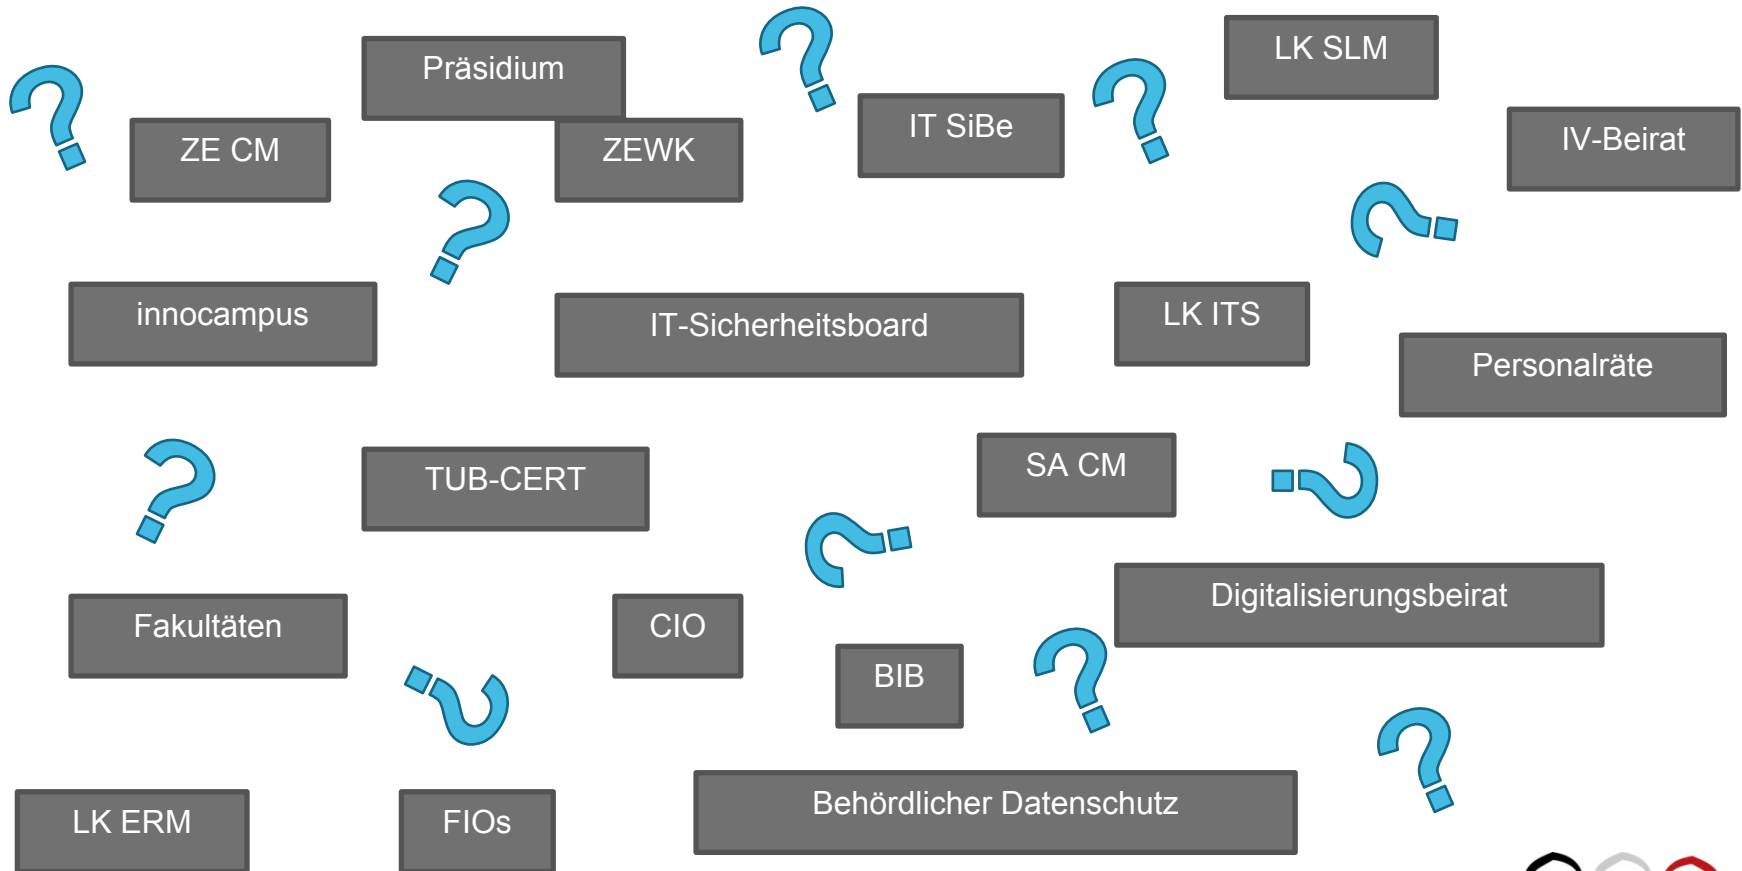 LK SLM
Präsidium
IT SiBe
IV-Beirat
ZE CM
ZEWK
innocampus
IT-Sicherheitsboard
LK ITS
Personalräte
TUB-CERT
SA CM
Digitalisierungsbeirat
Fakultäten
CIO
BIB
Behördlicher Datenschutz
LK ERM
FIOs